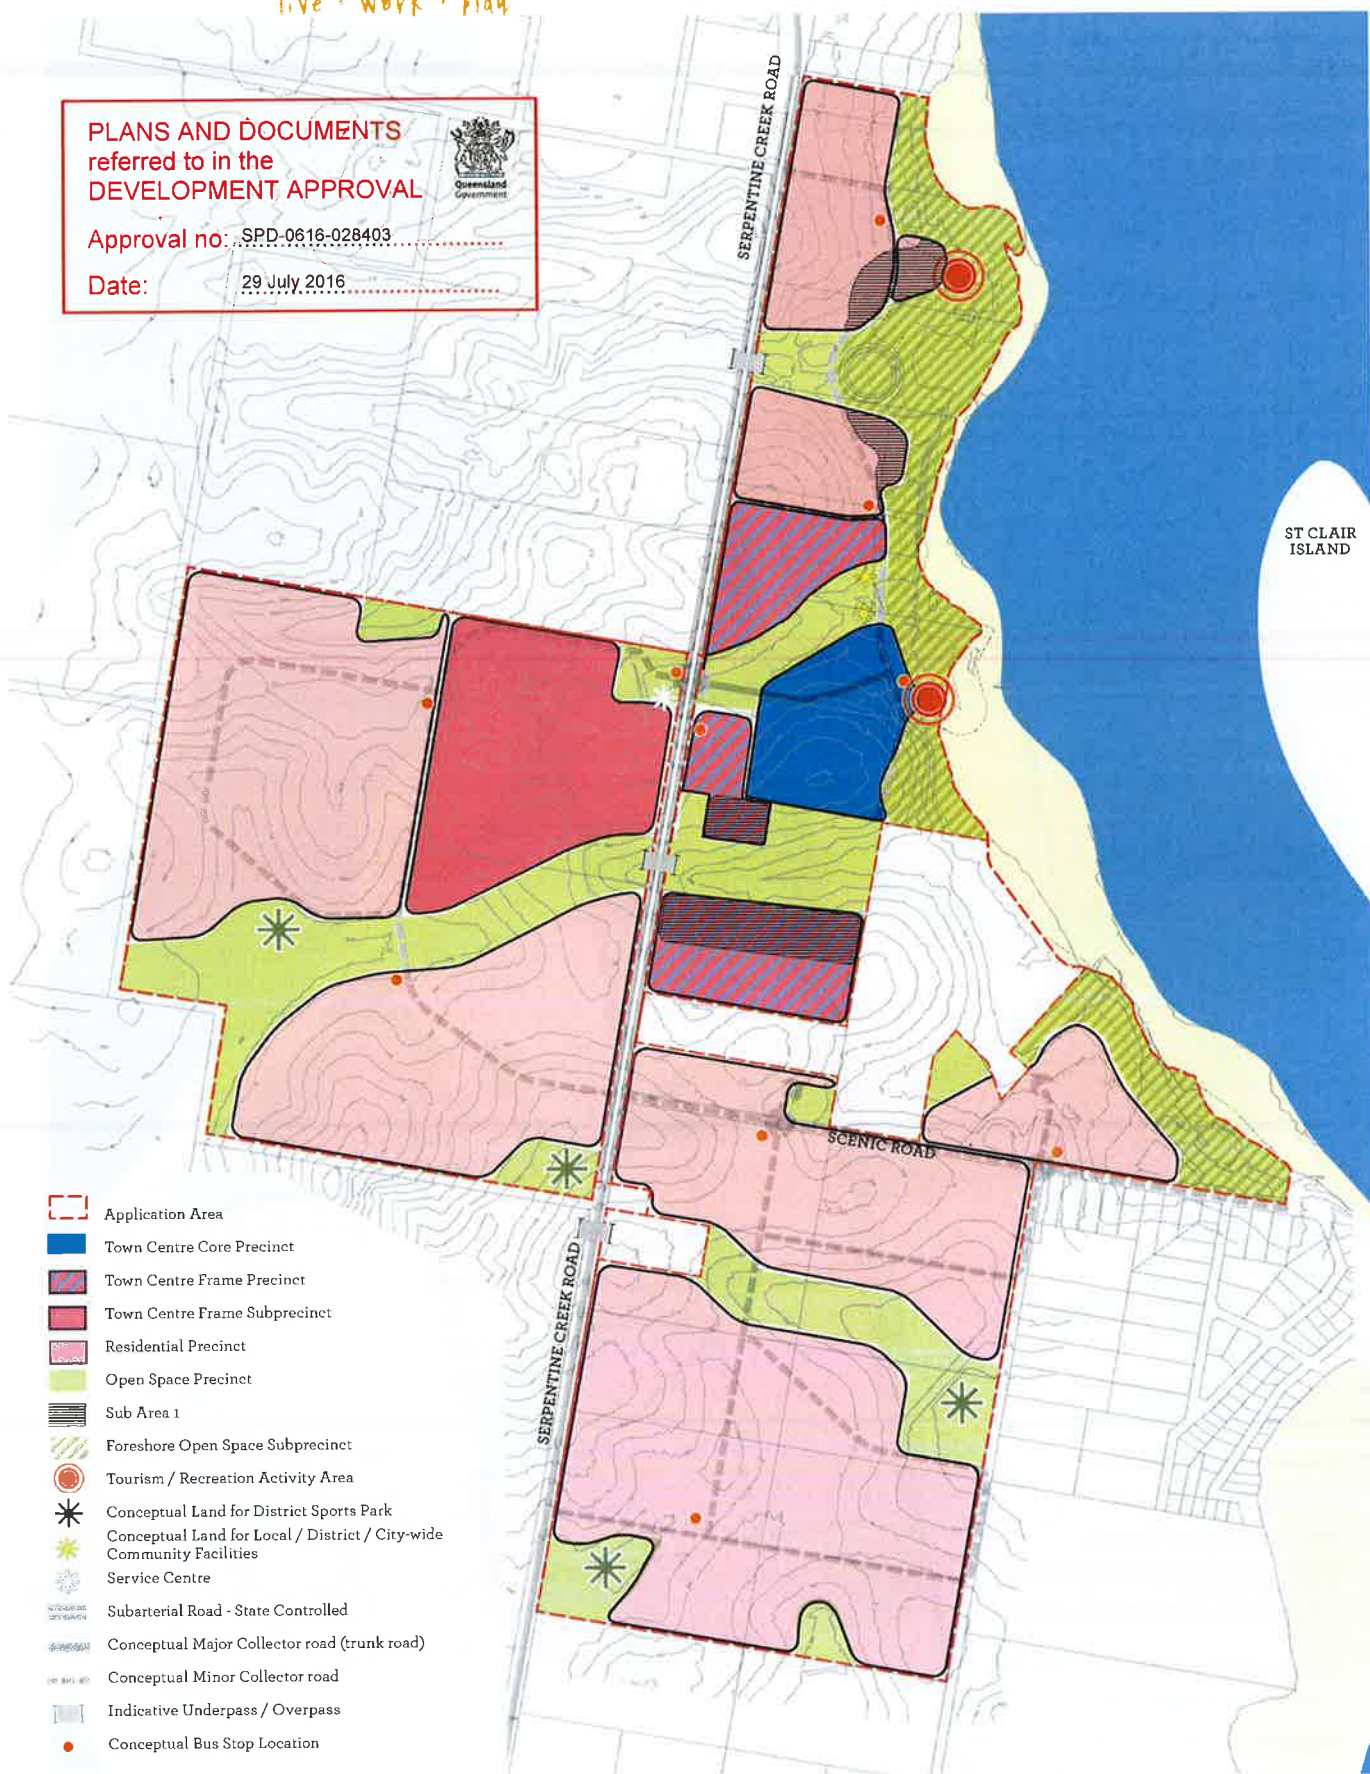 live · work · play
PLANS AND DOCUMENTS
referred to in the
DEVELOPMENT APPROVAL
Queensland
Government
Approval no: SPD-0616-028403
Date: 29 July 2016
SERPENTINE CREEK ROAD
ST CLAIR
ISLAND
SCENIC ROAD
SERPENTINE CREEK ROAD
Application Area
Town Centre Core Precinct
Town Centre Frame Precinct
Town Centre Frame Subprecinct
Residential Precinct
Open Space Precinct
Sub Area 1
Foreshore Open Space Subprecinct
Tourism / Recreation Activity Area
Conceptual Land for District Sports Park
Conceptual Land for Local / District / City-wide
Community Facilities
Service Centre
Subarterial Road - State Controlled
Conceptual Major Collector road (trunk road)
Conceptual Minor Collector road
Indicative Underpass / Overpass
Conceptual Bus Stop Location